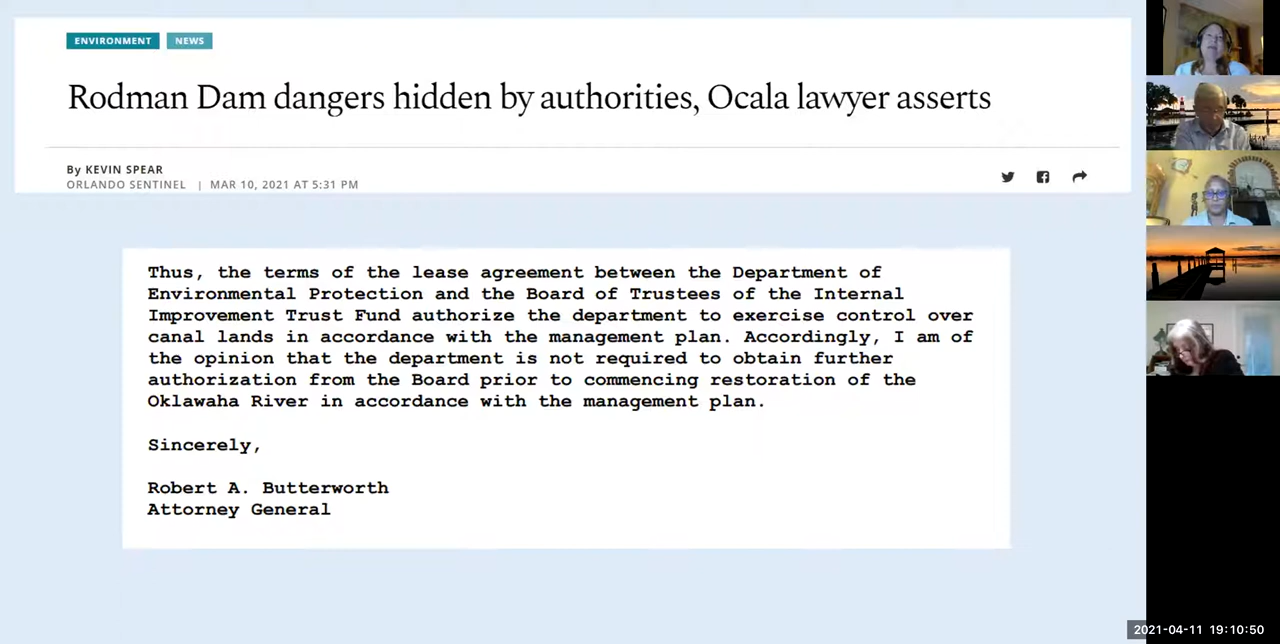 ENVIRONMENT NEWS
Rodman Dam dangers hidden by authorities, Ocala lawyer asserts
By KEVIN SPEAR
ORLANDO SENTINEL | MAR 10, 2021 AT 5:31 PM
Thus, the terms of the lease agreement between the Department of
Environmental Protection and the Board of Trustees of the Internal
Improvement Trust Fund authorize the department to exercise control over
canal lands in accordance with the management plan. Accordingly, I am of
the opinion that the department is not required to obtain further
authorization from the Board prior to commencing restoration of the
Oklawaha River in accordance with the management plan.
Sincerely,
Robert A. Butterworth
Attorney General
2021-04-11 19:10:50